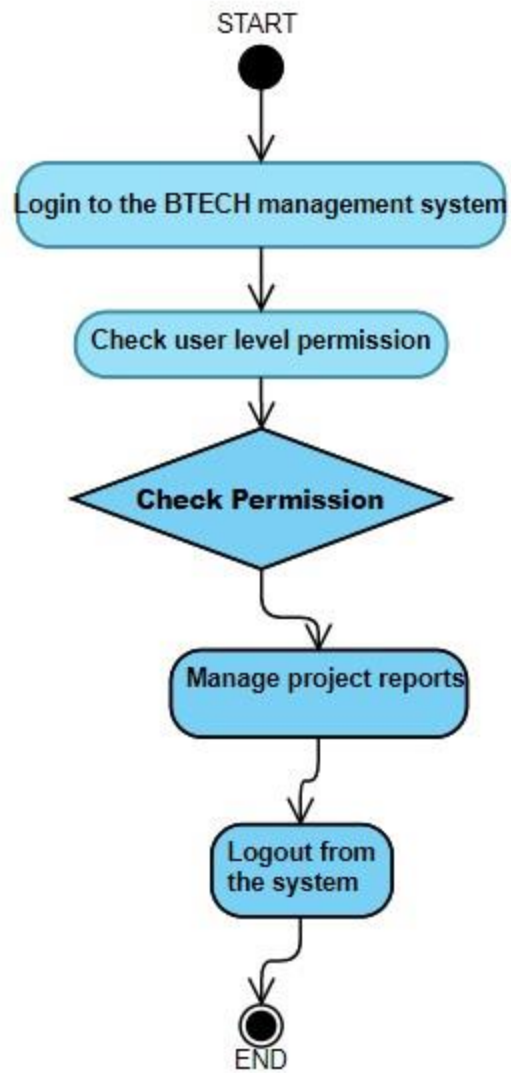 START
Login to the BTECH management system
Check user level permission
Check Permission
Manage project reports
Logout from
the system
END